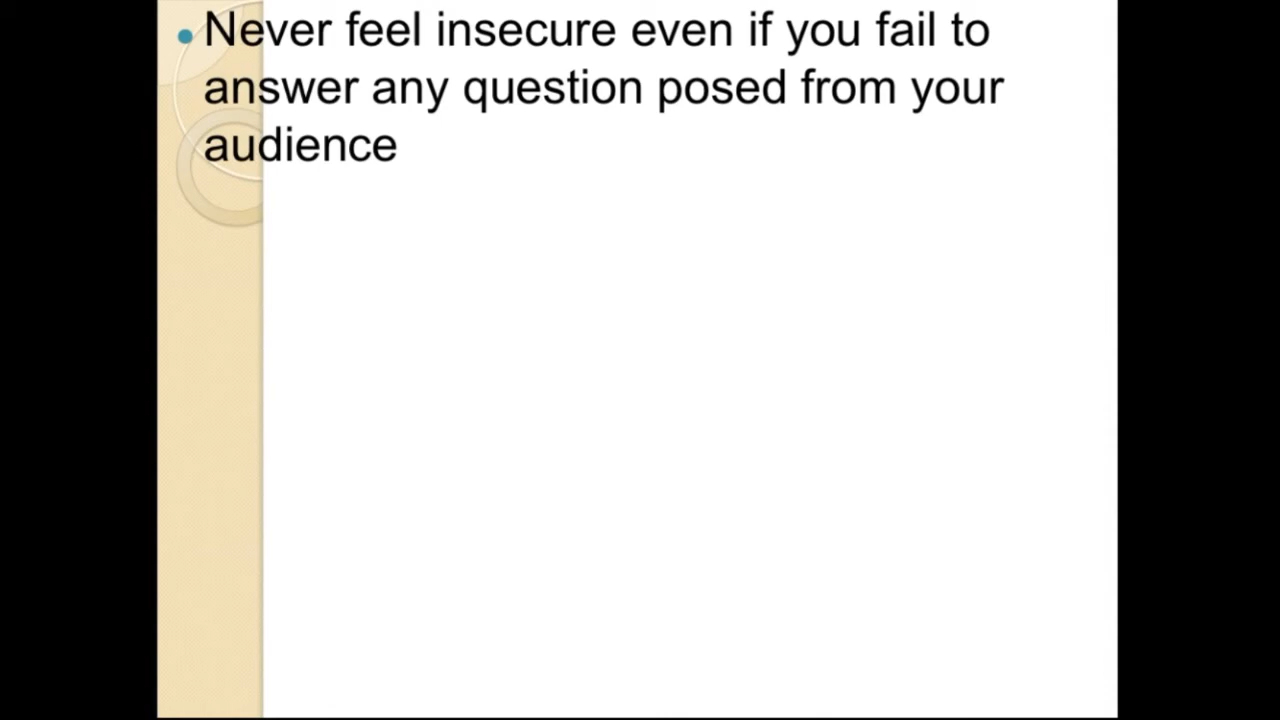 • Never feel insecure even if you fail to
answer any question posed from your
audience